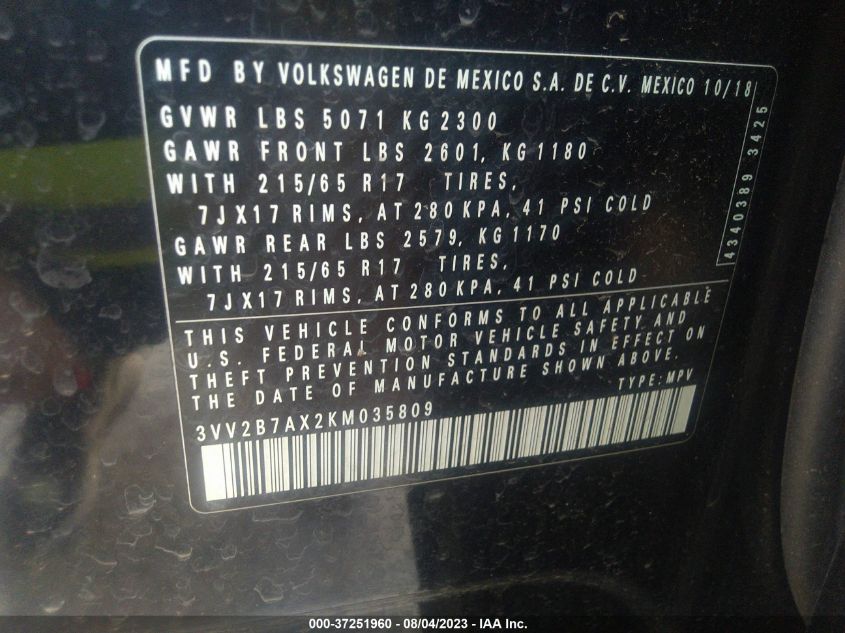 MFD BY VOLKSWAGEN DE MEXICO S.A. DE C.V. MEXICO 10/18
GVWR LBS 5071 KG 2300
GAWR FRONT LBS 2601, KG 1180
WITH 215/65 R17 TIRES,
7JX17 RIMS, AT 280 KPA, 41 PSI COLD
GAWR REAR LBS 2579, KG 1170
WITH 215/65 R17 TIRES,
7JX17 RIMS, AT 280 KPA, 41 PSI COLD
4340389 3425
THIS VEHICLE CONFORMS TO ALL APPLICABLE
U.S. FEDERAL MOTOR VEHICLE SAFETY AND
THEFT PREVENTION STANDARDS IN EFFECT ON
THE DATE OF MANUFACTURE SHOWN ABOVE.
TYPE: MPV
3VV2B7AX2KM035809
000-37251960 - 08/04/2023 - IAA Inc.